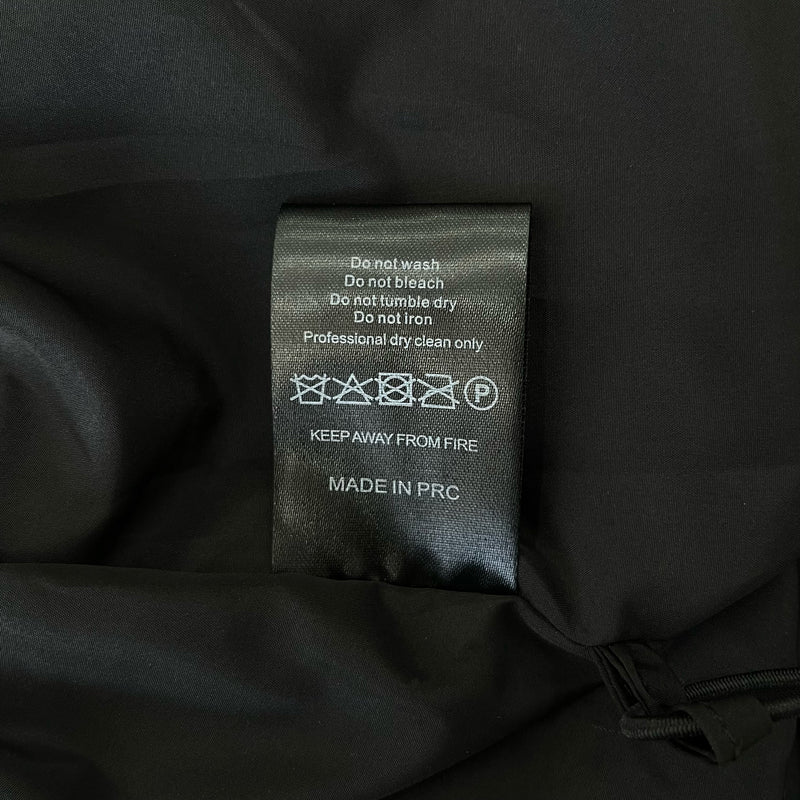 Do not wash
Do not bleach
Do not tumble dry
Do not iron
Professional dry clean only
P
KEEP AWAY FROM FIRE
MADE IN PRC